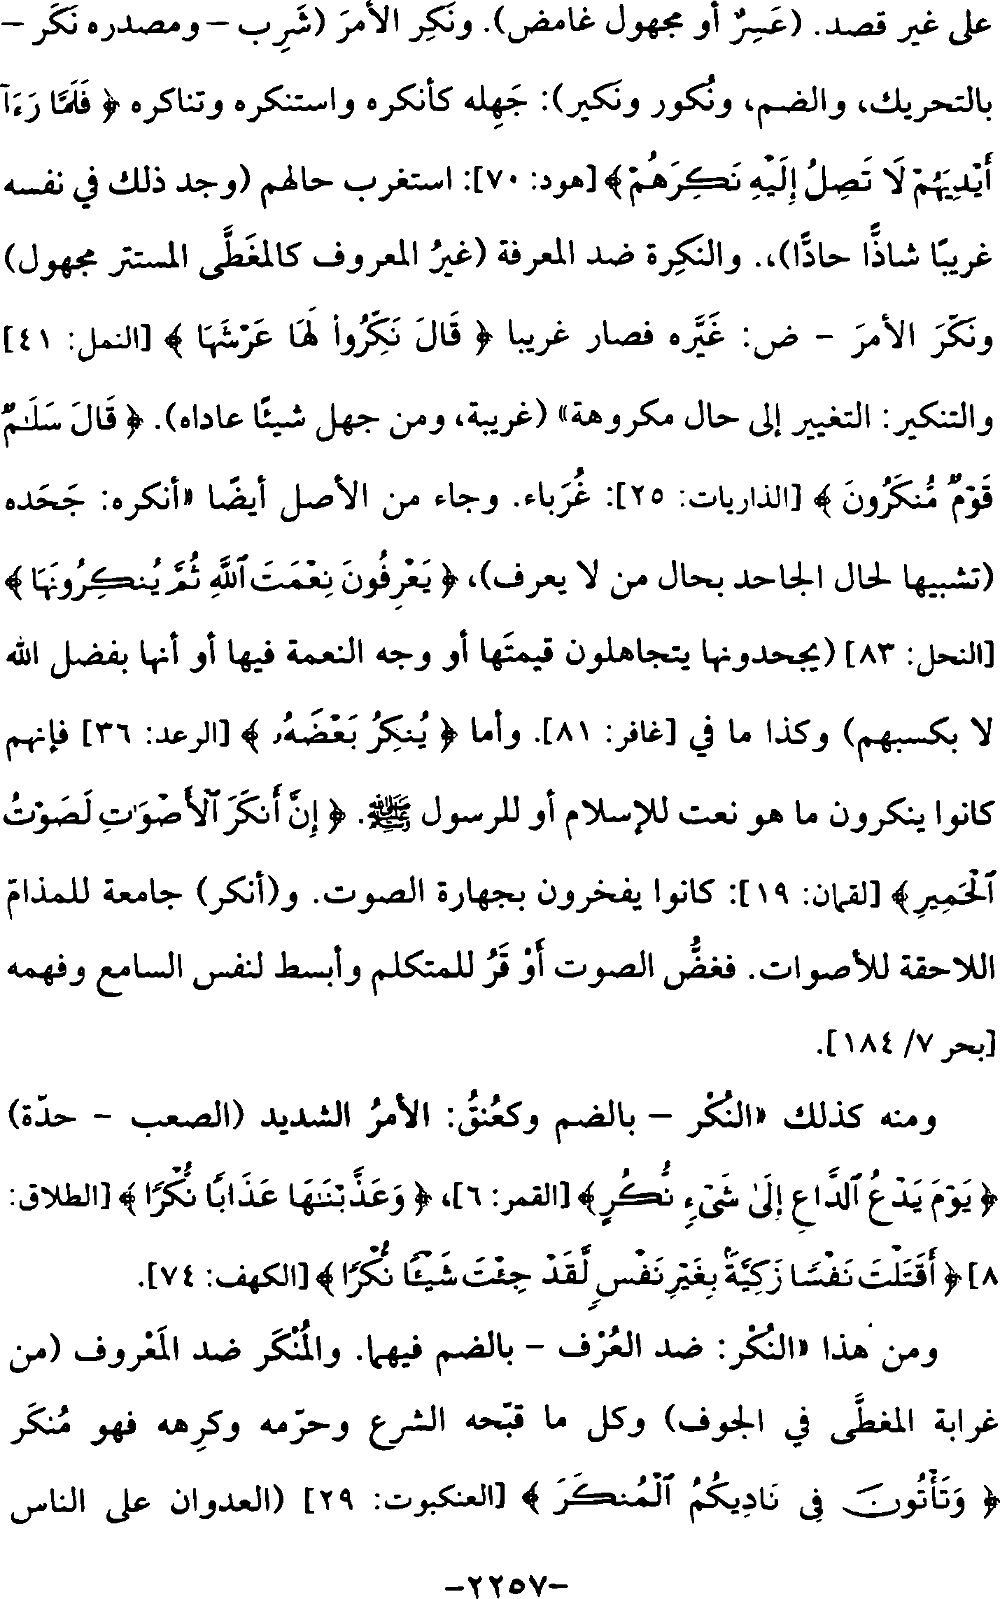 على غير قصد. (عَسِرٌ أو مجهول غامض). ونَكِر الأمرَ (شَرِب – ومصدره نَكَر –
بالتحريك، والضم، ونُكور ونَكير): جَهِله كأنكره واستنكره وتناكره ﴿ فَلَمَّا رَءَآ
أَيْدِيَهُمْ لَا تَصِلُ إِلَيْهِ نَكِرَهُمْ ﴾ [هود: ٧٠]: استغرب حالهم (وجد ذلك في نفسه
غريبًا شاذًّا حادًّا)،. والنَكِرة ضد المعرفة (غيرُ المعروف كالمغَطَّى المستتر مجهول)
ونَكّرَ الأمرَ – ض: غَيَّره فصار غريبا ﴿ قَالَ نَكِّرُواْ لَهَا عَرْشَهَا ﴾ [النمل: ٤١]
والتنكير: التغيير إلى حال مكروهة» (غريبة، ومن جهل شيئًا عاداه). ﴿ قَالَ سَلَـٰمٌ
قَوْمٌ مُّنكَرُونَ ﴾ [الذاريات: ٢٥]: غُرَباء. وجاء من الأصل أيضًا «أنكره: جَحَده
(تشبيها لحال الجاحد بحال من لا يعرف)، ﴿ يَعْرِفُونَ نِعْمَتَ ٱللَّهِ ثُمَّ يُنكِرُونَهَا ﴾
[النحل: ٨٣] (يجحدونها يتجاهلون قيمتَها أو وجه النعمة فيها أو أنها بفضل الله
لا بكسبهم) وكذا ما في [غافر: ٨١]. وأما ﴿ يُنكِرُ بَعْضَهُۥ ﴾ [الرعد: ٣٦] فإنهم
كانوا ينكرون ما هو نعت للإسلام أو للرسول ﷺ. ﴿ إِنَّ أَنكَرَ ٱلْأَصْوَٰتِ لَصَوْتُ
ٱلْحَمِيرِ ﴾ [لقمان: ١٩]: كانوا يفخرون بجهارة الصوت. و(أنكر) جامعة للمذامّ
اللاحقة للأصوات. فغضُّ الصوت أَوْ قَرُ للمتكلم وأبسط لنفس السامع وفهمه
[بحر ٧/ ١٨٤].
ومنه كذلك «النُكْر – بالضم وكعُنقُ: الأمرُ الشديد (الصعب – حدّة)
﴿ يَوْمَ يَدْعُ ٱلدَّاعِ إِلَىٰ شَىْءٍ نُّكُرٍ ﴾ [القمر: ٦]، ﴿ وَعَذَّبْنَـٰهَا عَذَابًا نُّكْرًا ﴾ [الطلاق:
٨] ﴿ أَقَتَلْتَ نَفْسًا زَكِيَّةً بِغَيْرِ نَفْسٍ لَّقَدْ جِئْتَ شَيْـًٔا نُّكْرًا ﴾ [الكهف: ٧٤].
ومن هذا «النُكْر: ضد العُرْف – بالضم فيهما. والمُنْكَر ضد المَعْروف (من
غرابة المغطَّى في الجوف) وكل ما قبّحه الشرع وحرّمه وكرِهه فهو مُنكَر
﴿ وَتَأْتُونَ فِى نَادِيكُمُ ٱلْمُنكَرَ ﴾ [العنكبوت: ٢٩] (العدوان على الناس
–٢٢٥٧–